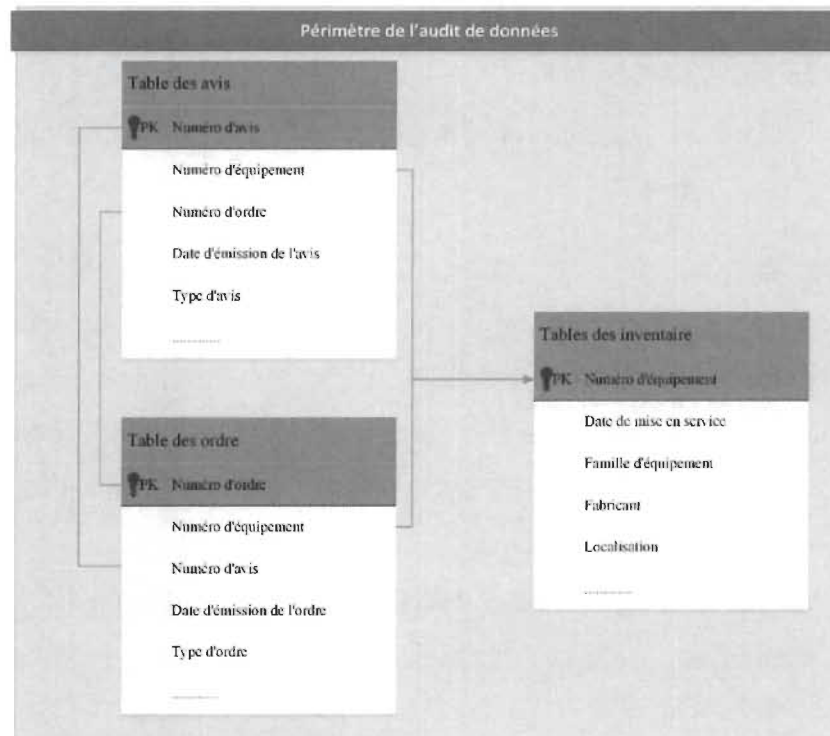 Périmètre de l'audit de données
Table des avis
PK Numéro d'avis
Numéro d'équipement
Numéro d'ordre
Date d'émission de l'avis
Type d'avis
............
Table des ordre
PK Numéro d'ordre
Numéro d'équipement
Numéro d'avis
Date d'émission de l'ordre
Type d'ordre
............
Tables des inventaire
PK Numéro d'équipement
Date de mise en service
Famille d'équipement
Fabricant
Localisation
............